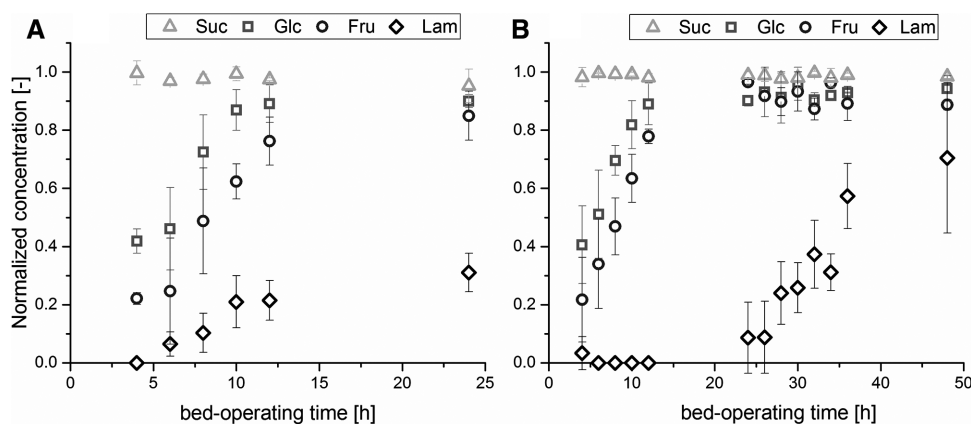 A
Suc Glc Fru Lam
B
Suc Glc Fru Lam
Normalized concentration [-]
1.0
0.8
0.6
0.4
0.2
0.0
0 5 10 15 20 25
bed-operating time [h]
1.0
0.8
0.6
0.4
0.2
0.0
0 10 20 30 40 50
bed-operating time [h]